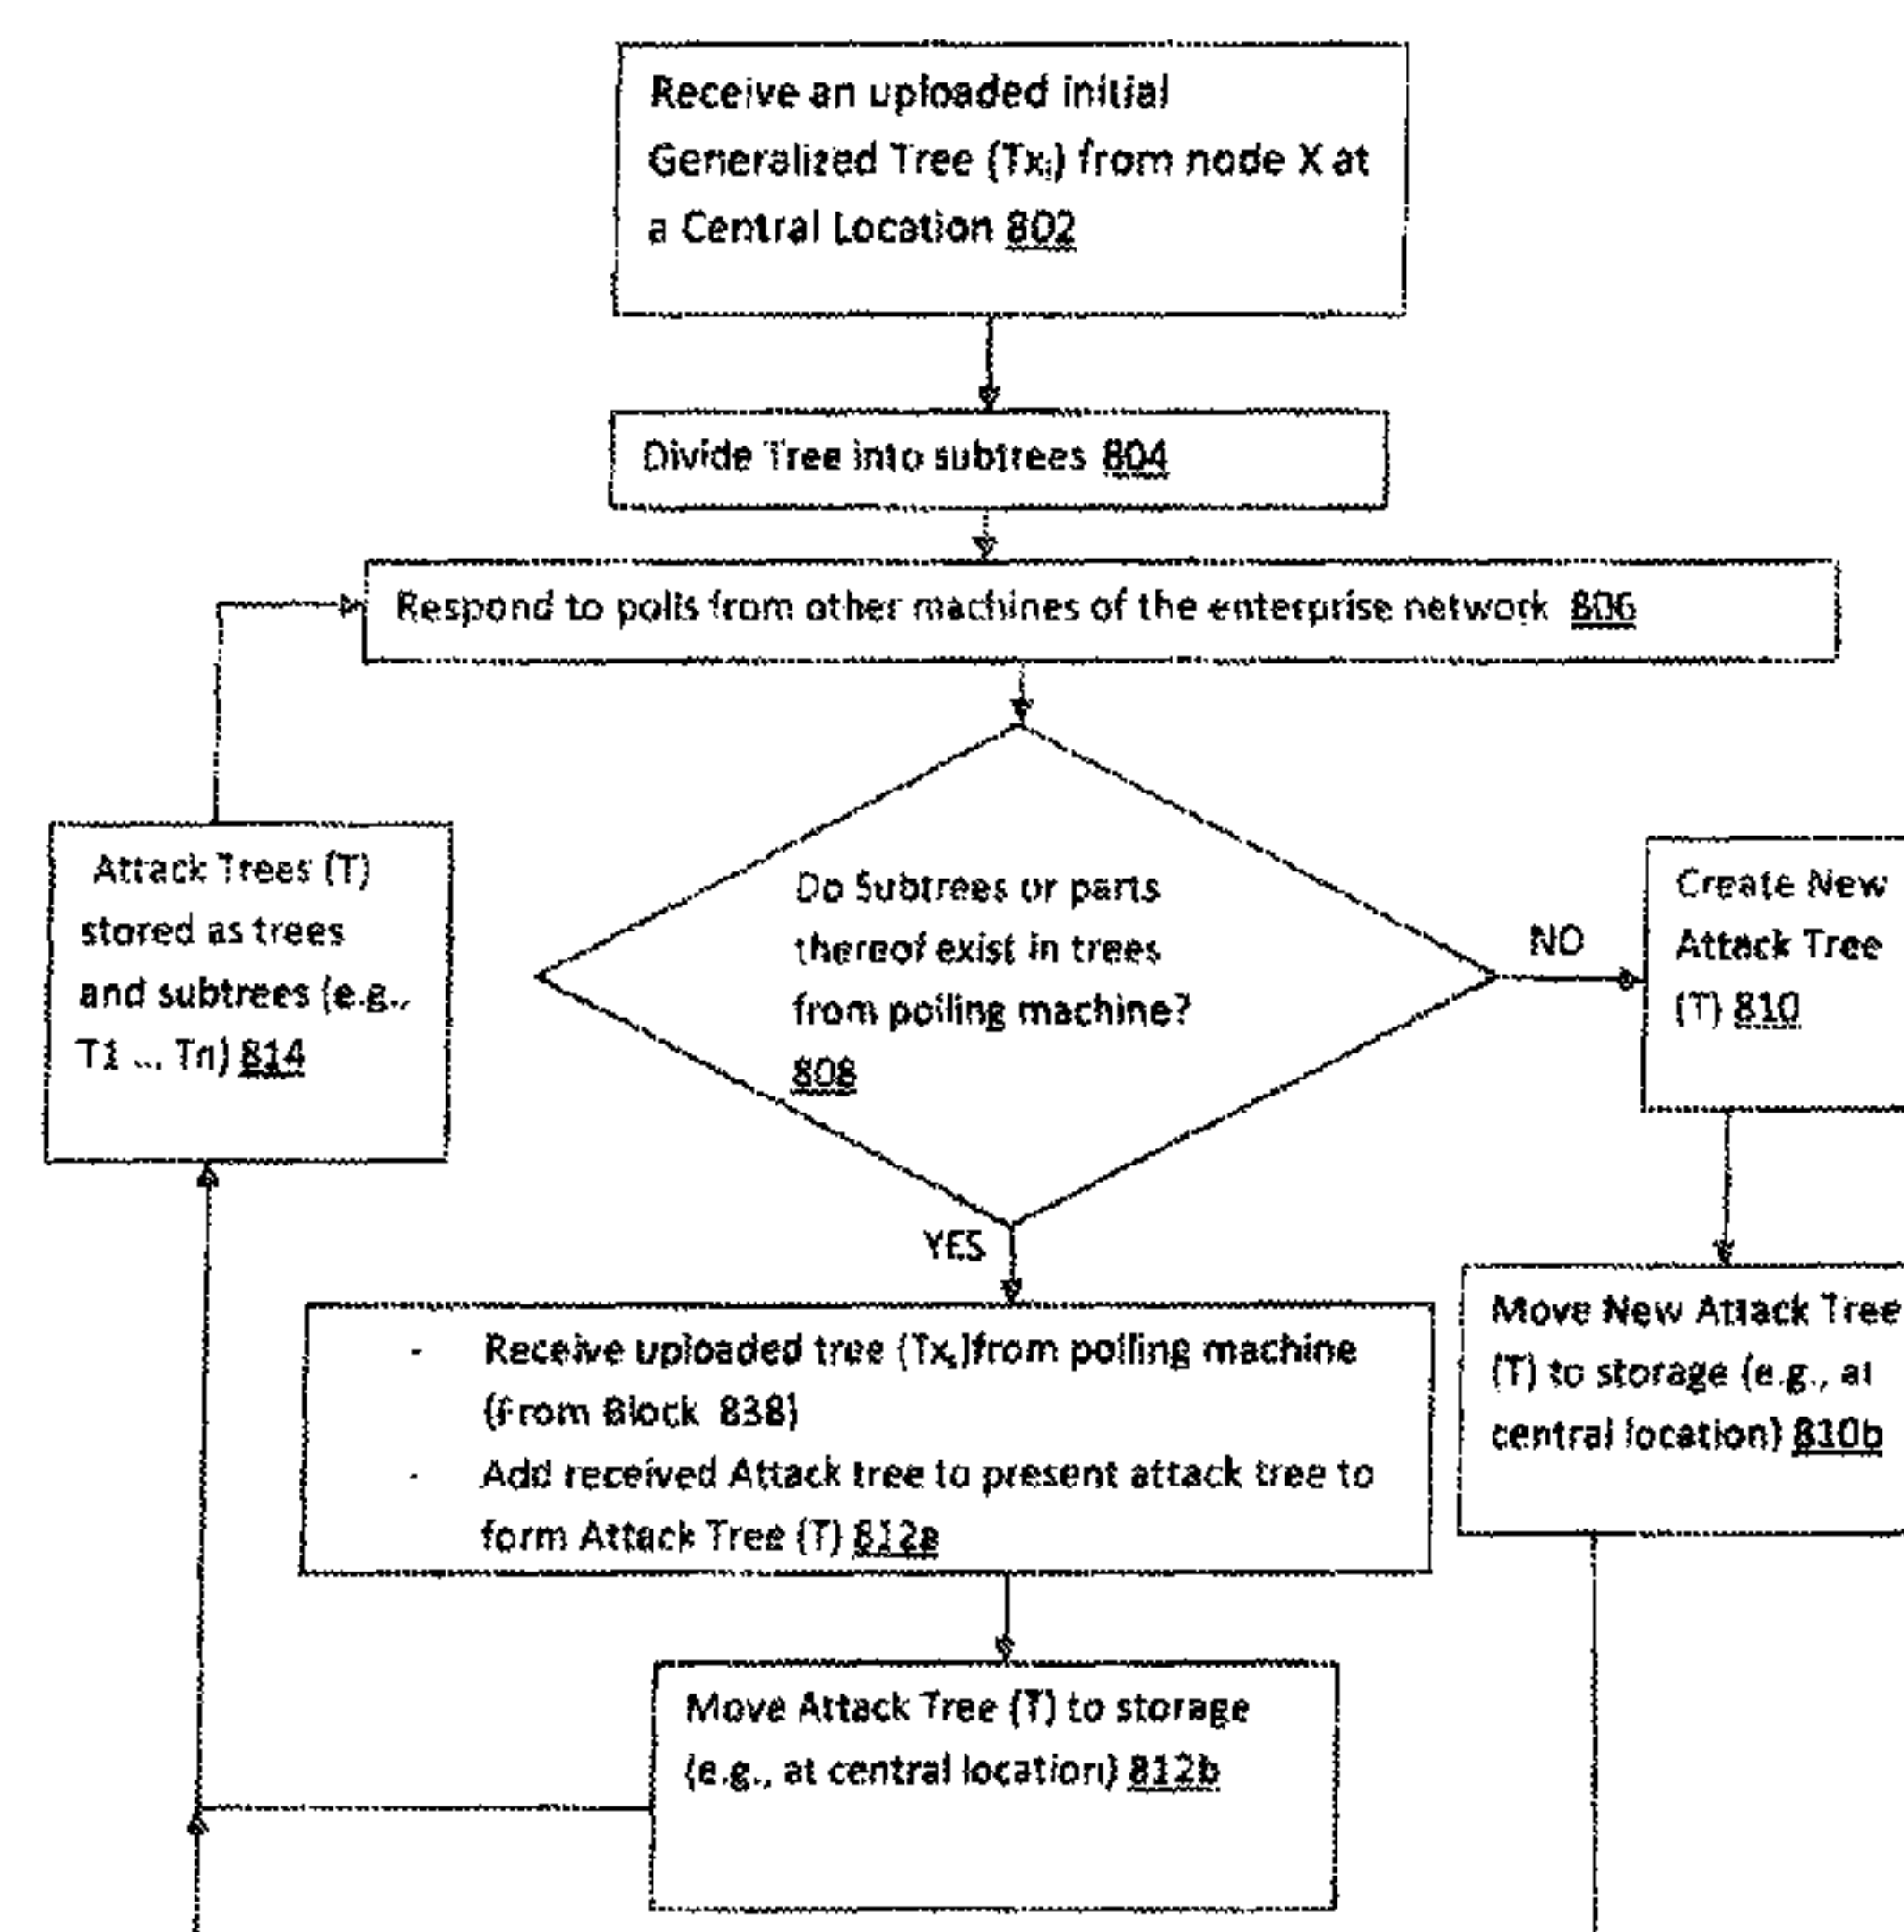 Receive an uploaded initial
Generalized Tree (Txi) from node X at
a Central Location 802
Divide Tree into subtrees 804
Respond to polls from other machines of the enterprise network 806
Attack Trees (T)
stored as trees
and subtrees (e.g.,
T1 ... Tn) 814
Do Subtrees or parts
thereof exist in trees
from polling machine?
808
NO
Create New
Attack Tree
(T) 810
YES
- Receive uploaded tree (Txs)from polling machine
(From Block 838)
- Add received Attack tree to present attack tree to
form Attack Tree (T) 812a
Move New Attack Tree
(T) to storage (e.g., at
central location) 810b
Move Attack Tree (T) to storage
(e.g., at central location) 812b